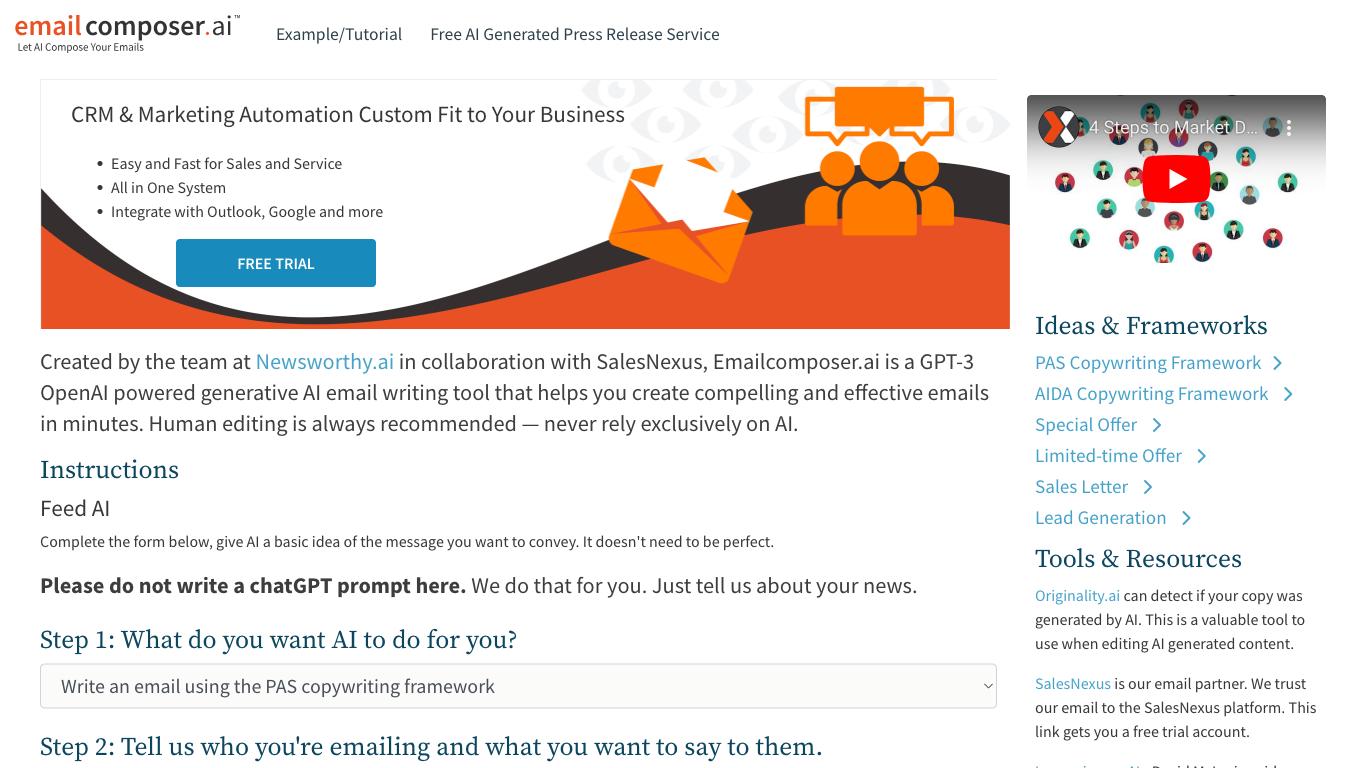 emailcomposer.ai™
Let AI Compose Your Emails
Example/Tutorial
Free AI Generated Press Release Service
CRM & Marketing Automation Custom Fit to Your Business
Easy and Fast for Sales and Service
All in One System
Integrate with Outlook, Google and more
FREE TRIAL
Created by the team at Newsworthy.ai in collaboration with SalesNexus, Emailcomposer.ai is a GPT-3
OpenAI powered generative AI email writing tool that helps you create compelling and effective emails
in minutes. Human editing is always recommended — never rely exclusively on AI.
Instructions
Feed AI
Complete the form below, give AI a basic idea of the message you want to convey. It doesn't need to be perfect.
Please do not write a chatGPT prompt here. We do that for you. Just tell us about your news.
Step 1: What do you want AI to do for you?
Write an email using the PAS copywriting framework
Step 2: Tell us who you're emailing and what you want to say to them.
4 Steps to Market D...
Ideas & Frameworks
PAS Copywriting Framework
AIDA Copywriting Framework
Special Offer
Limited-time Offer
Sales Letter
Lead Generation
Tools & Resources
Originality.ai can detect if your copy was
generated by AI. This is a valuable tool to
use when editing AI generated content.
SalesNexus is our email partner. We trust
our email to the SalesNexus platform. This
link gets you a free trial account.